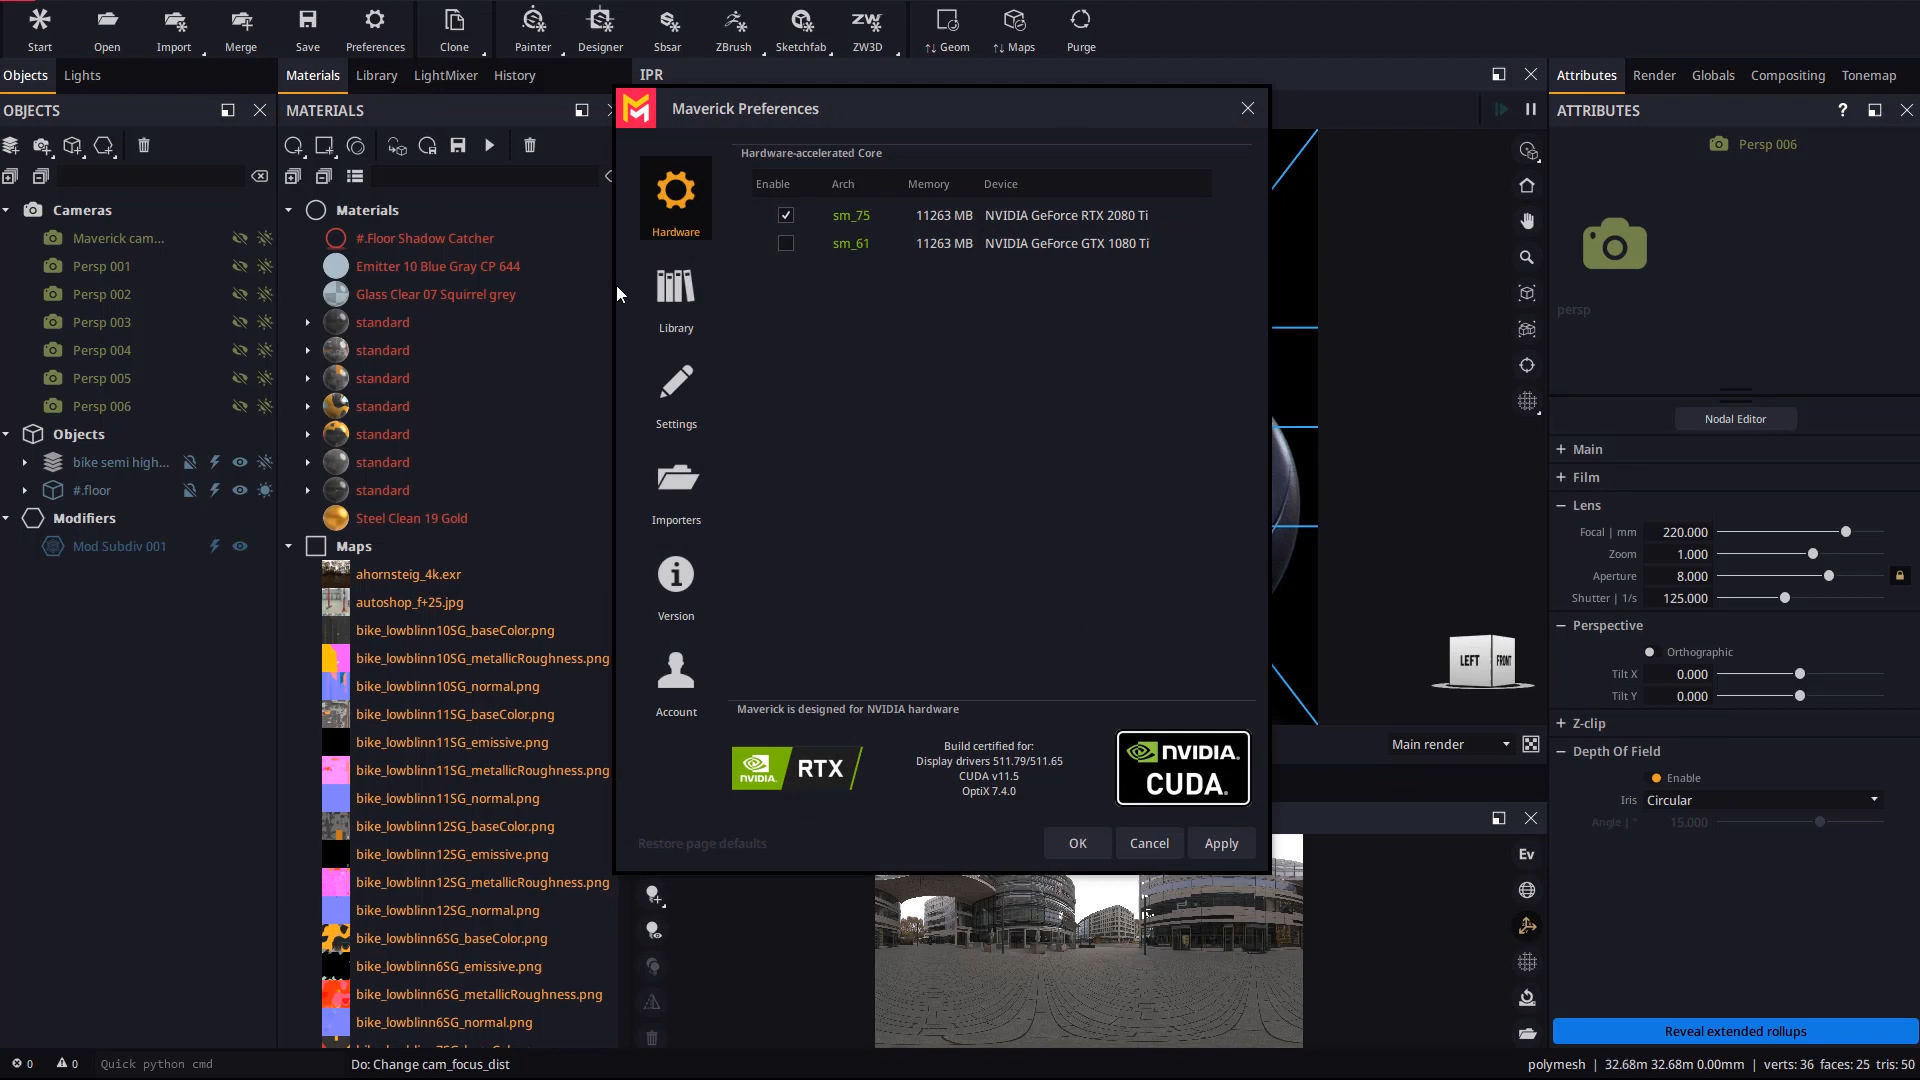 Start
Open
Import
Merge
Save
Preferences
Clone
Painter
Designer
Sbsar
ZBrush
Sketchfab
ZW3D
↑↓ Geom
↑↓ Maps
Purge
Objects
Lights
Materials
Library
LightMixer
History
IPR
Attributes
Render
Globals
Compositing
Tonemap
OBJECTS
MATERIALS
ATTRIBUTES
Cameras
Maverick cam...
Persp 001
Persp 002
Persp 003
Persp 004
Persp 005
Persp 006
Objects
bike semi high...
#.floor
Modifiers
Mod Subdiv 001
Materials
#.Floor Shadow Catcher
Emitter 10 Blue Gray CP 644
Glass Clear 07 Squirrel grey
standard
standard
standard
standard
standard
standard
standard
Steel Clean 19 Gold
Maps
ahornsteig_4k.exr
autoshop_f+25.jpg
bike_lowblinn10SG_baseColor.png
bike_lowblinn10SG_metallicRoughness.png
bike_lowblinn10SG_normal.png
bike_lowblinn11SG_baseColor.png
bike_lowblinn11SG_emissive.png
bike_lowblinn11SG_metallicRoughness.png
bike_lowblinn11SG_normal.png
bike_lowblinn12SG_baseColor.png
bike_lowblinn12SG_emissive.png
bike_lowblinn12SG_metallicRoughness.png
bike_lowblinn12SG_normal.png
bike_lowblinn6SG_baseColor.png
bike_lowblinn6SG_emissive.png
bike_lowblinn6SG_metallicRoughness.png
bike_lowblinn6SG_normal.png
Maverick Preferences
Hardware
Library
Settings
Importers
Version
Account
Hardware-accelerated Core
Enable Arch Memory Device
sm_75 11263 MB NVIDIA GeForce RTX 2080 Ti
sm_61 11263 MB NVIDIA GeForce GTX 1080 Ti
Maverick is designed for NVIDIA hardware
NVIDIA. RTX
Build certified for:
Display drivers 511.79/511.65
CUDA v11.5
OptiX 7.4.0
NVIDIA.
CUDA.
Restore page defaults
OK
Cancel
Apply
LEFT
FRONT
Main render
Ev
Persp 006
persp
Nodal Editor
+ Main
+ Film
− Lens
Focal | mm 220.000
Zoom 1.000
Aperture 8.000
Shutter | 1/s 125.000
− Perspective
Orthographic
Tilt X 0.000
Tilt Y 0.000
+ Z-clip
− Depth Of Field
Enable
Iris Circular
Angle | ° 15.000
Reveal extended rollups
0
0
Quick python cmd
Do: Change cam_focus_dist
polymesh | 32.68m 32.68m 0.00mm | verts: 36 faces: 25 tris: 50